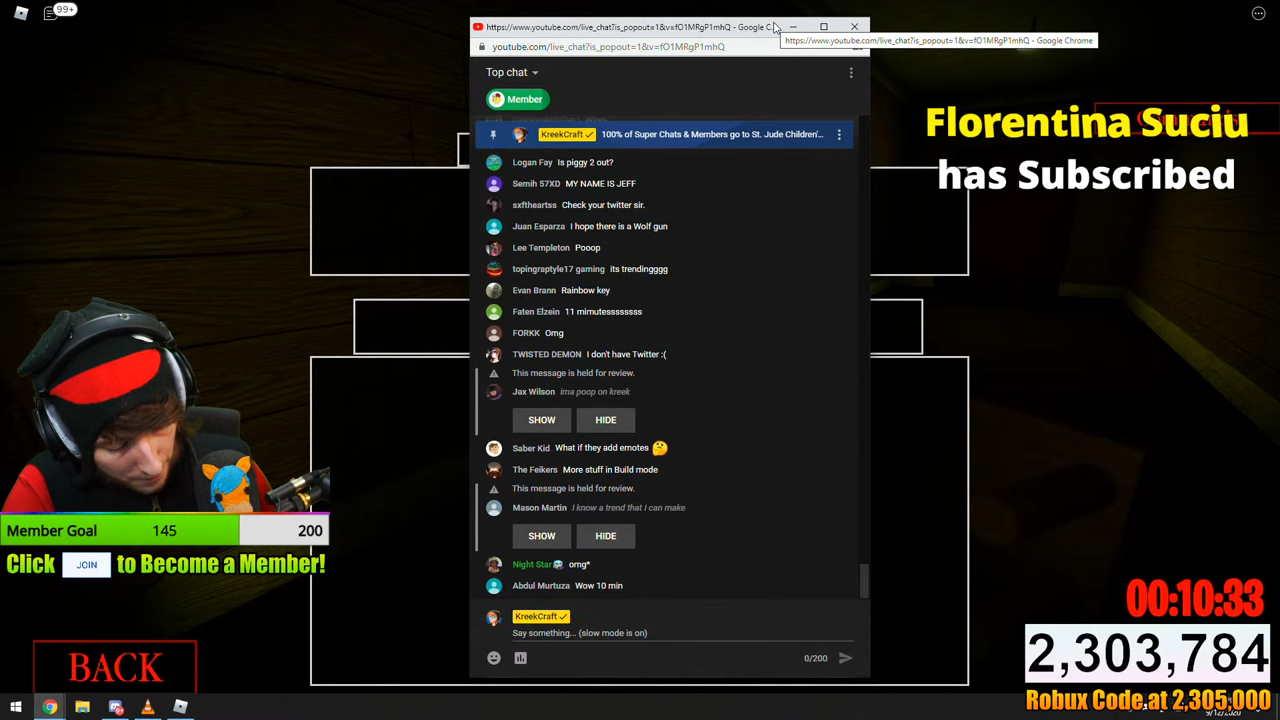 99+
https://www.youtube.com/live_chat?is_popout=1&v=fO1MRgP1mhQ - Google C...
https://www.youtube.com/live_chat?is_popout=1&v=fO1MRgP1mhQ - Google Chrome
youtube.com/live_chat?is_popout=1&v=fO1MRgP1mhQ
Top chat
Member
KreekCraft 100% of Super Chats & Members go to St. Jude Children'...
Florentina Suciu
has Subscribed
Logan Fay Is piggy 2 out?
Semih 57XD MY NAME IS JEFF
sxftheartss Check your twitter sir.
Juan Esparza I hope there is a Wolf gun
Lee Templeton Pooop
topingraptyle17 gaming its trendingggg
Evan Brann Rainbow key
Faten Elzein 11 mimutesssssssss
FORKK Omg
TWISTED DEMON I don't have Twitter :(
This message is held for review.
Jax Wilson ima poop on kreek
SHOW HIDE
Saber Kid What if they add emotes 🤔
The Feikers More stuff in Build mode
This message is held for review.
Mason Martin I know a trend that I can make
SHOW HIDE
Night Star omg*
Abdul Murtuza Wow 10 min
KreekCraft
Say something... (slow mode is on)
0/200
Member Goal 145 200
Click JOIN to Become a Member!
BACK
00:10:33
2,303,784
Robux Code at 2,305,000
9/12/2020